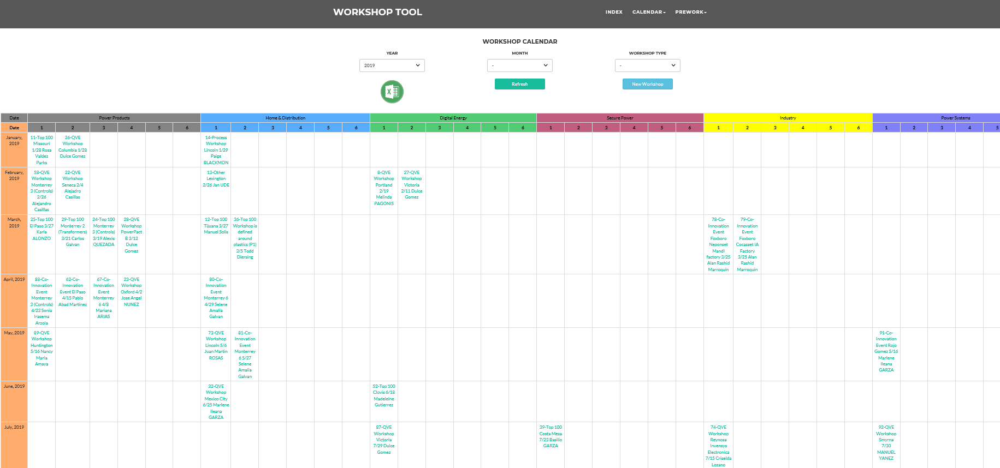 WORKSHOP TOOL
INDEX CALENDAR PREWORK
WORKSHOP CALENDAR
YEAR MONTH WORKSHOP TYPE
2019 - -
Refresh New Workshop
Date Power Products Home & Distribution Digital Energy Secure Power Industry Power Systems
Date 1 2 3 4 5 6 1 2 3 4 5 6 1 2 3 4 5 6 1 2 3 4 5 6 1 2 3 4 5 6 1 2 3 4 5
January,
2019
11-Top 100
Missouri
1/28 Rosa
Valdez
Parks
26-QVE
Workshop
Columbia 1/28
Dulce Gomez
14-Process
Workshop
Lincoln 1/29
Paige
BLACKMON
February,
2019
58-QVE
Workshop
Monterrey
3 (Controls)
2/26
Alejandro
Casillas
22-QVE
Workshop
Seneca 2/4
Alejadro
Casillas
13-Other
Lexington
2/26 Jan UDE
8-QVE
Workshop
Portland
2/19
Melinda
PAGONIS
27-QVE
Workshop
Victoria
2/11 Dulce
Gomez
March,
2019
25-Top 100
El Paso 3/27
Karla
ALONZO
29-Top 100
Monterrey 2
(Transformers)
3/21 Carlos
Galvan
24-Top 100
Monterrey
3 (Controls)
3/19 Alexis
QUEZADA
28-QVE
Workshop
PowerPact
B 3/12
Dulce
Gomez
12-Top 100
Tijuana 3/27
Manuel Solis
36-Top 100
Workshop is
defined
around
plastics (P1)
3/5 Todd
Diersing
78-Co-
Innovation
Event
Foxboro
Neponset
Mandl
factory 3/25
Alan Rashid
Marroquin
79-Co-
Innovation
Event
Foxboro
Cocasset IA
Factory
3/25 Alan
Rashid
Marroquin
April, 2019
88-Co-
Innovation
Event
Monterrey
3 (Controls)
4/23 Sonia
Irasema
Arzola
62-Co-
Innovation
Event El Paso
4/15 Pablo
Abad Martinez
67-Co-
Innovation
Event
Monterrey
6 4/8
Mariana
ARIAS
23-QVE
Workshop
Oxford 4/2
Jose Angel
NUNEZ
80-Co-
Innovation
Event
Monterrey 6
4/29 Selene
Amalia
Galvan
May, 2019
89-QVE
Workshop
Huntington
5/16 Nancy
Maria
Amaya
73-QVE
Workshop
Lincoln 5/6
Juan Martin
ROSAS
81-Co-
Innovation
Event
Monterrey
6 5/27
Selene
Amalia
Galvan
91-Co-
Innovation
Event Rojo
Gomez 5/16
Marlene
Ileana
GARZA
June, 2019
32-QVE
Workshop
Mexico City
6/25 Marlene
Ileana
GARZA
52-Top 100
Clovis 6/18
Madeleine
Gutierrez
July, 2019
87-QVE
Workshop
Victoria
7/29 Dulce
Gomez
39-Top 100
Costa Mesa
7/23 Basilio
GARZA
74-QVE
Workshop
Reynosa
Invensys
Electronica
7/15 Criselda
Lozano
92-QVE
Workshop
Smyrna
7/30
MANUEL
YANEZ